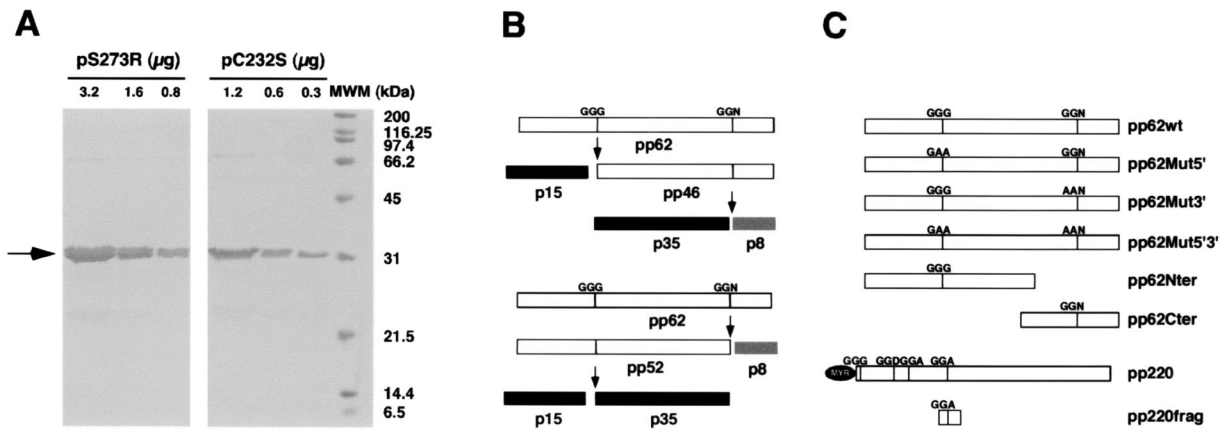 A
pS273R (µg)
pC232S (µg)
3.2 1.6 0.8
1.2 0.6 0.3
MWM (kDa)
200
116.25
97.4
66.2
45
31
21.5
14.4
6.5
B
GGG GGN
pp62
p15
pp46
p35
p8
GGG GGN
pp62
pp52
p8
p15
p35
C
GGG GGN
pp62wt
GAA GGN
pp62Mut5'
GGG AAN
pp62Mut3'
GAA AAN
pp62Mut5'3'
GGG
pp62Nter
GGN
pp62Cter
GGG GGDGGA GGA
MYR
pp220
GGA
pp220frag